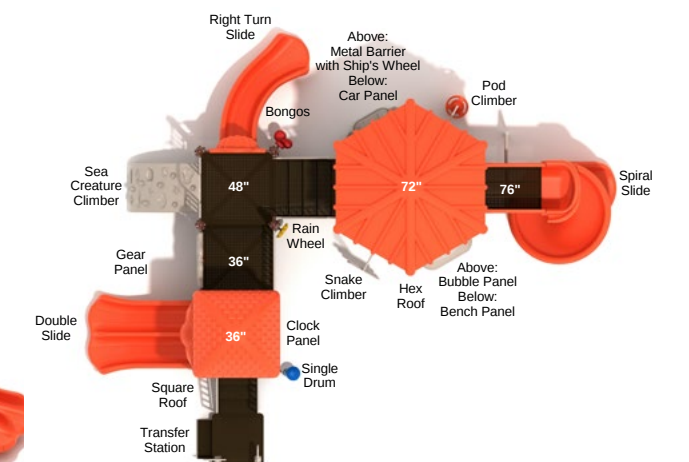 Right Turn
Slide
Above:
Metal Barrier
with Ship's Wheel
Below:
Car Panel
Bongos
Pod
Climber
Sea
Creature
Climber
48"
72"
76"
Spiral
Slide
Rain
Wheel
Gear
Panel
36"
Snake
Climber
Hex
Roof
Above:
Bubble Panel
Below:
Bench Panel
Double
Slide
36"
Clock
Panel
Single
Drum
Square
Roof
Transfer
Station